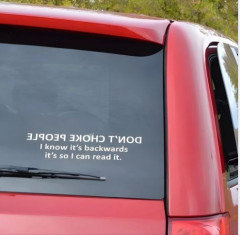 DON'T CHOKE PEOPLE
I know it's backwards
it's so I can read it.